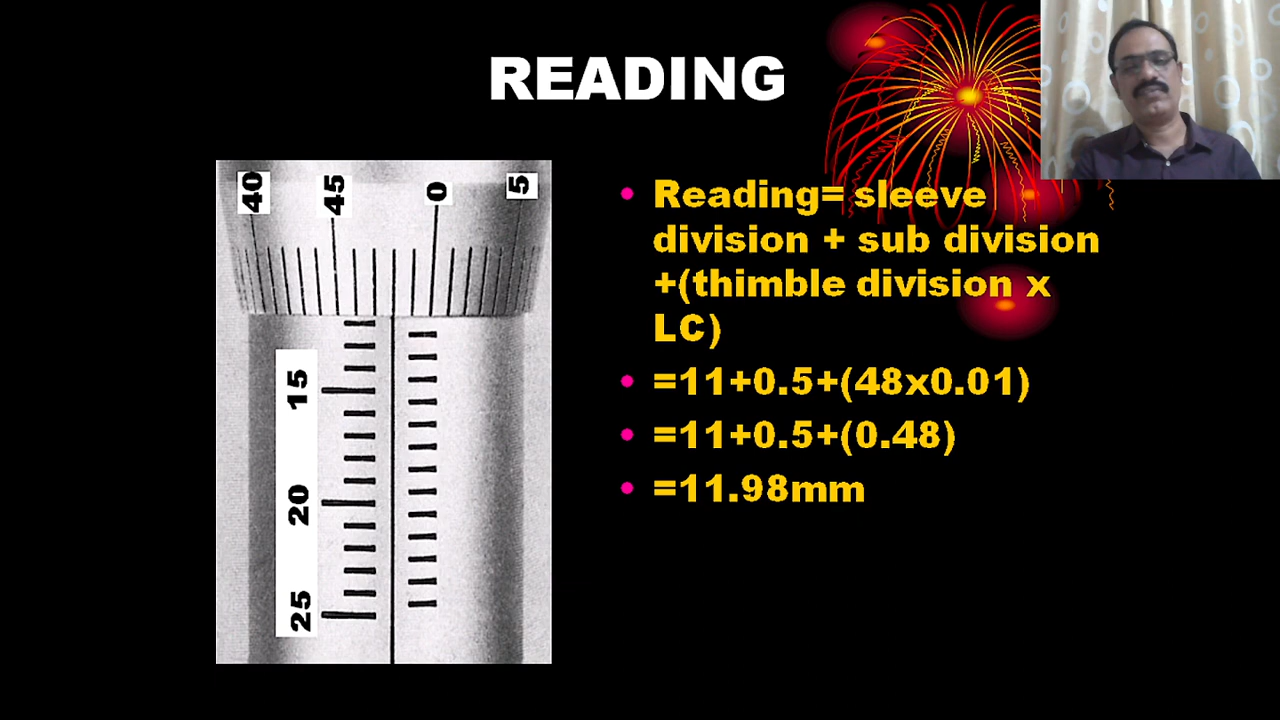 READING
40 45 0 5
15
20
25
Reading= sleeve
division + sub division
+(thimble division x
LC)
=11+0.5+(48x0.01)
=11+0.5+(0.48)
=11.98mm